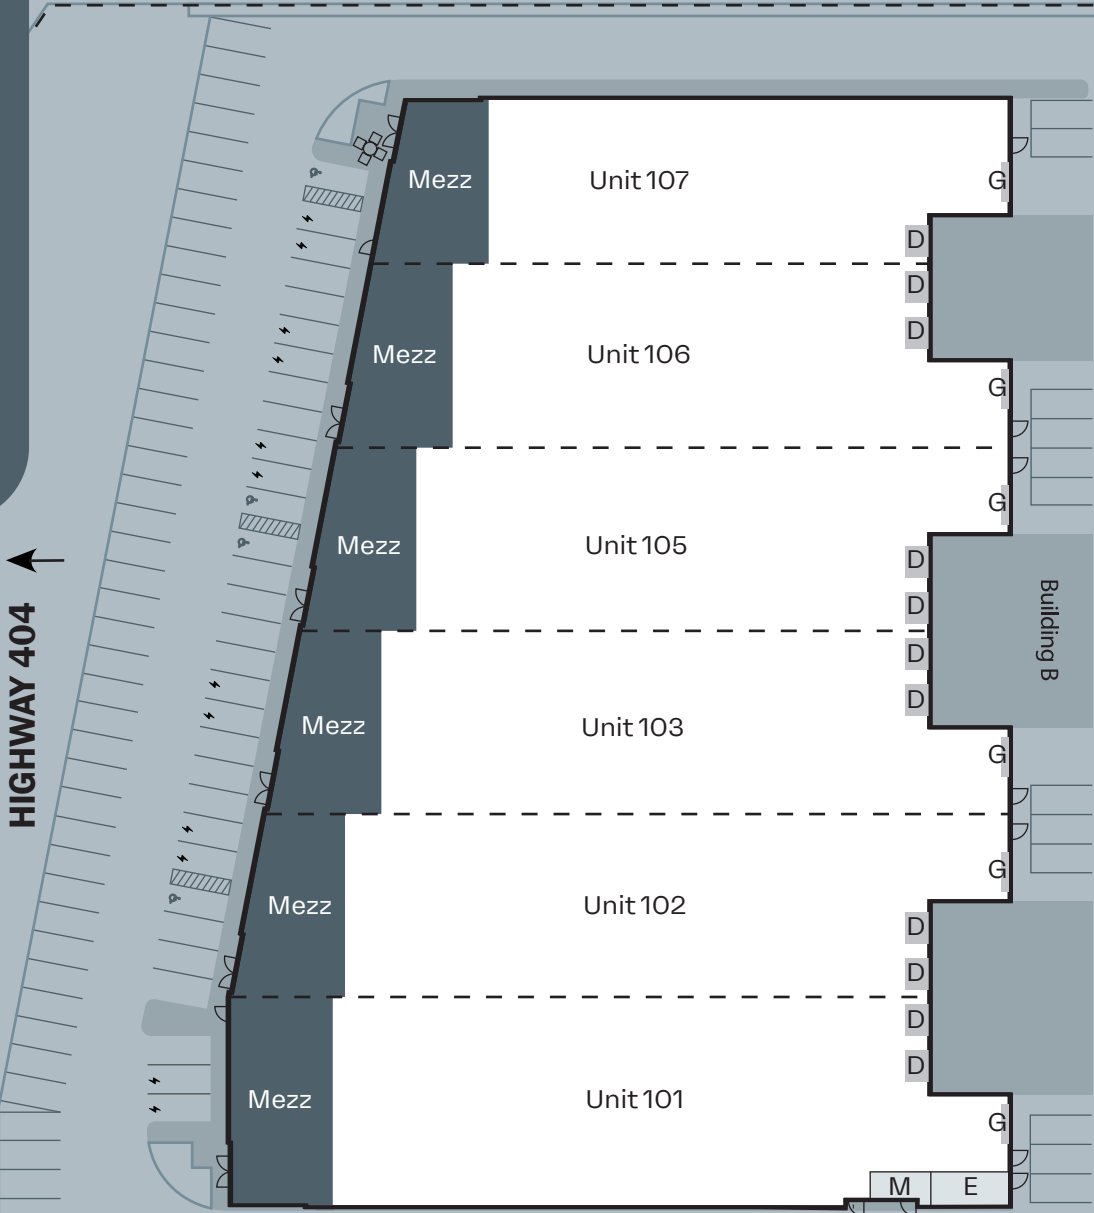 Mezz
Unit 107
G
D
D
D
Mezz
Unit 106
G
Mezz
Unit 105
G
D
D
D
D
Building B
HIGHWAY 404
Mezz
Unit 103
G
Mezz
Unit 102
G
D
D
D
D
Mezz
Unit 101
G
M
E